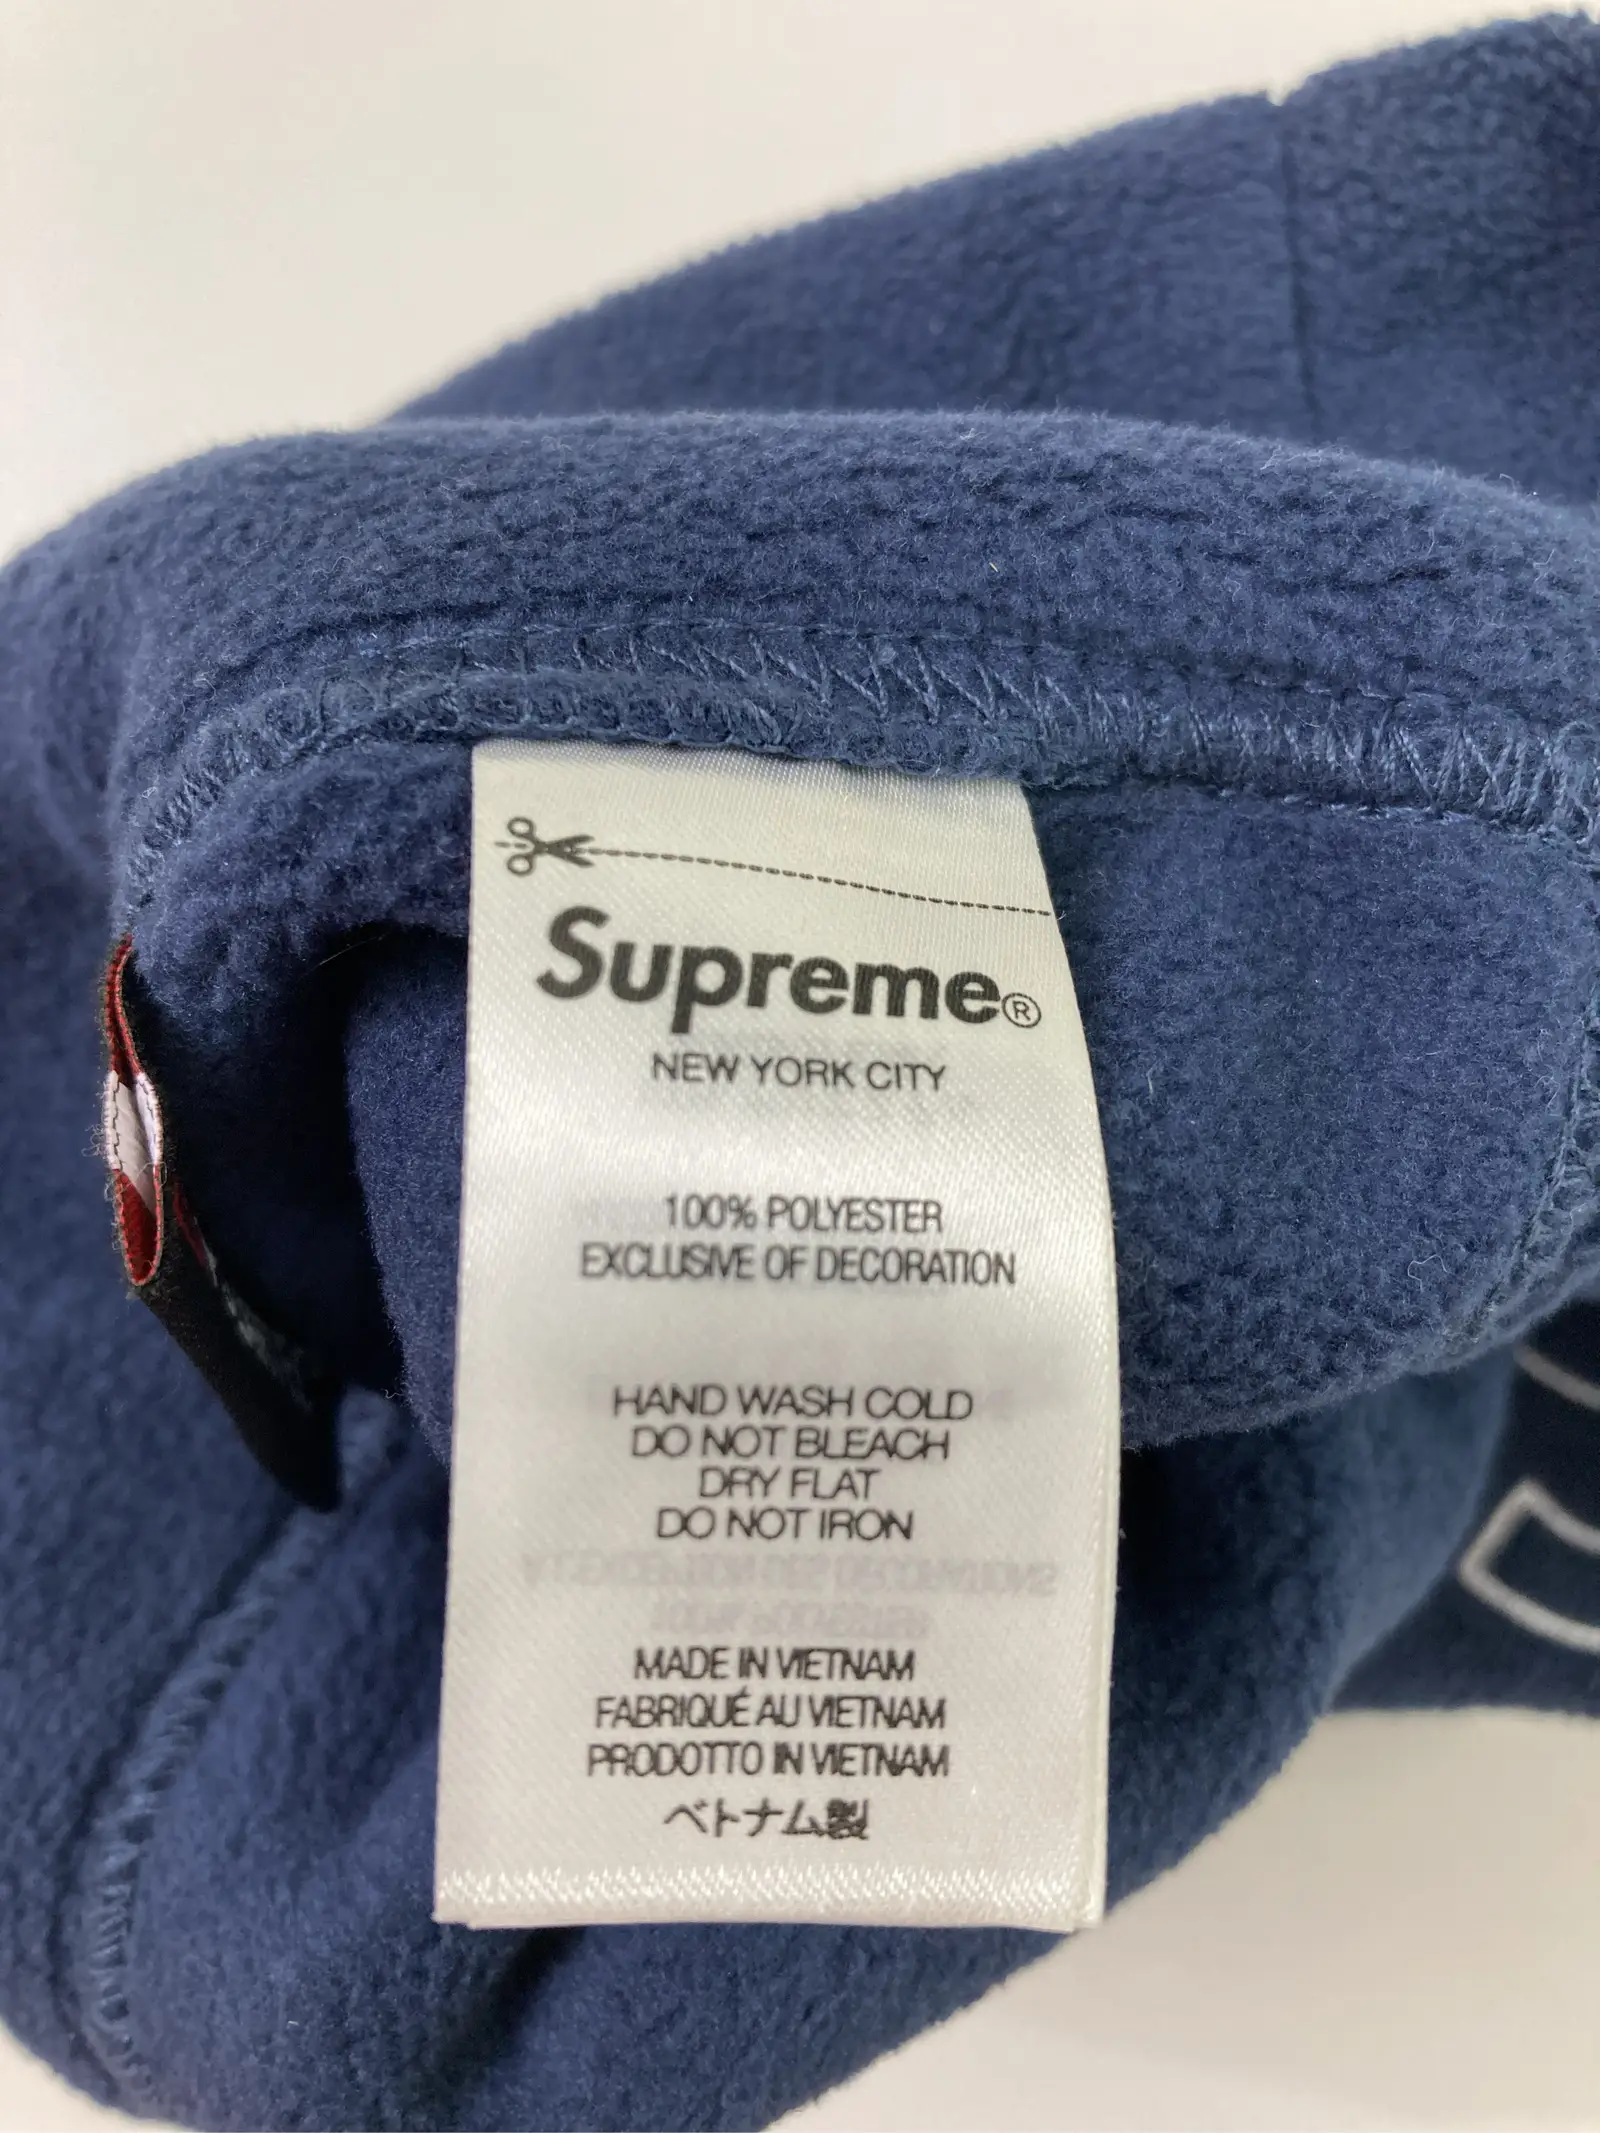 Supreme®
NEW YORK CITY
100% POLYESTER
EXCLUSIVE OF DECORATION
HAND WASH COLD
DO NOT BLEACH
DRY FLAT
DO NOT IRON
MADE IN VIETNAM
FABRIQUÉ AU VIETNAM
PRODOTTO IN VIETNAM
ベトナム製